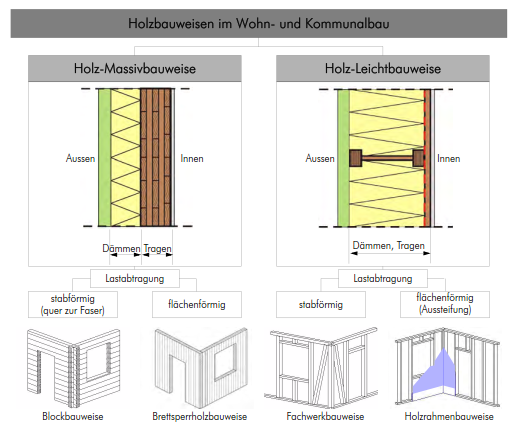 Holzbauweisen im Wohn- und Kommunalbau
Holz-Massivbauweise
Holz-Leichtbauweise
Aussen
Innen
Aussen
Innen
Dämmen Tragen
Dämmen, Tragen
Lastabtragung
Lastabtragung
stabförmig
(quer zur Faser)
flächenförmig
stabförmig
flächenförmig
(Aussteifung)
Blockbauweise
Brettsperrholzbauweise
Fachwerkbauweise
Holzrahmenbauweise